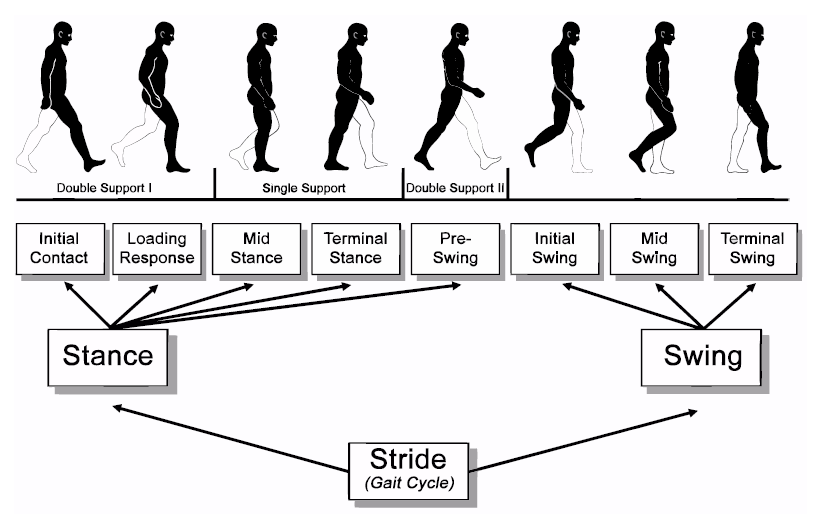 Double Support I
Single Support
Double Support Ii
Initial
Contact
Loading
Response
Mid
Stance
Terminal
Stance
Pre-
Swing
Initial
Swing
Mid
Swing
Terminal
Swing
Stance
Swing
Stride
(Gait Cycle)